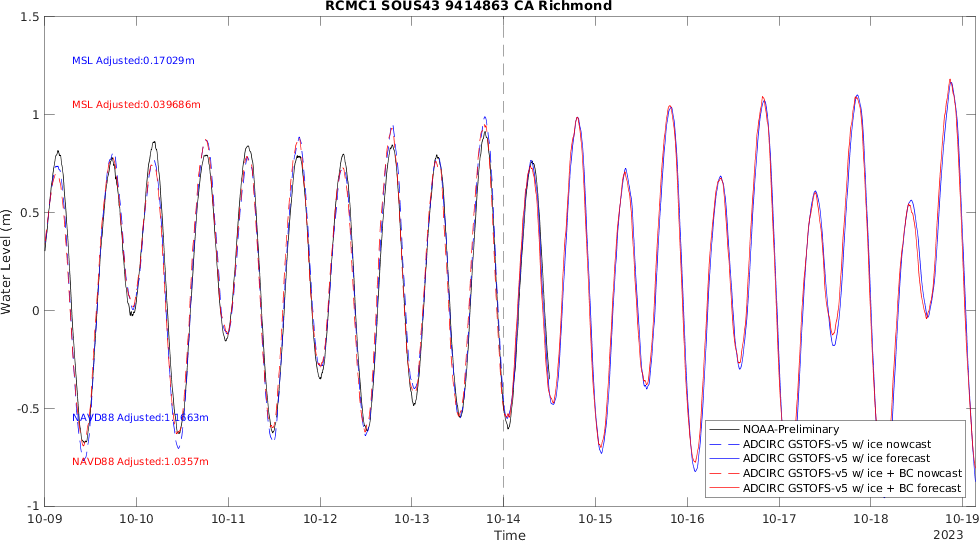 RCMC1 SOUS43 9414863 CA Richmond
1.5
MSL Adjusted:0.17029m
MSL Adjusted:0.039686m
1
0.5
Water Level (m)
0
-0.5
NAVD88 Adjusted:1.1663m
NAVD88 Adjusted:1.0357m
-1
NOAA-Preliminary
ADCIRC GSTOFS-v5 w/ ice nowcast
ADCIRC GSTOFS-v5 w/ ice forecast
ADCIRC GSTOFS-v5 w/ ice + BC nowcast
ADCIRC GSTOFS-v5 w/ ice + BC forecast
10-09 10-10 10-11 10-12 10-13 10-14 10-15 10-16 10-17 10-18 10-19
Time
2023